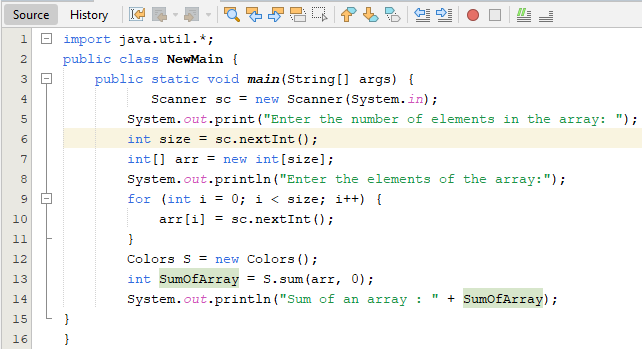 Source History
1 import java.util.*;
2 public class NewMain {
3 public static void main(String[] args) {
4 Scanner sc = new Scanner(System.in);
5 System.out.print("Enter the number of elements in the array: ");
6 int size = sc.nextInt();
7 int[] arr = new int[size];
8 System.out.println("Enter the elements of the array:");
9 for (int i = 0; i < size; i++) {
10 arr[i] = sc.nextInt();
11 }
12 Colors S = new Colors();
13 int SumOfArray = S.sum(arr, 0);
14 System.out.println("Sum of an array : " + SumOfArray);
15 }
16 }